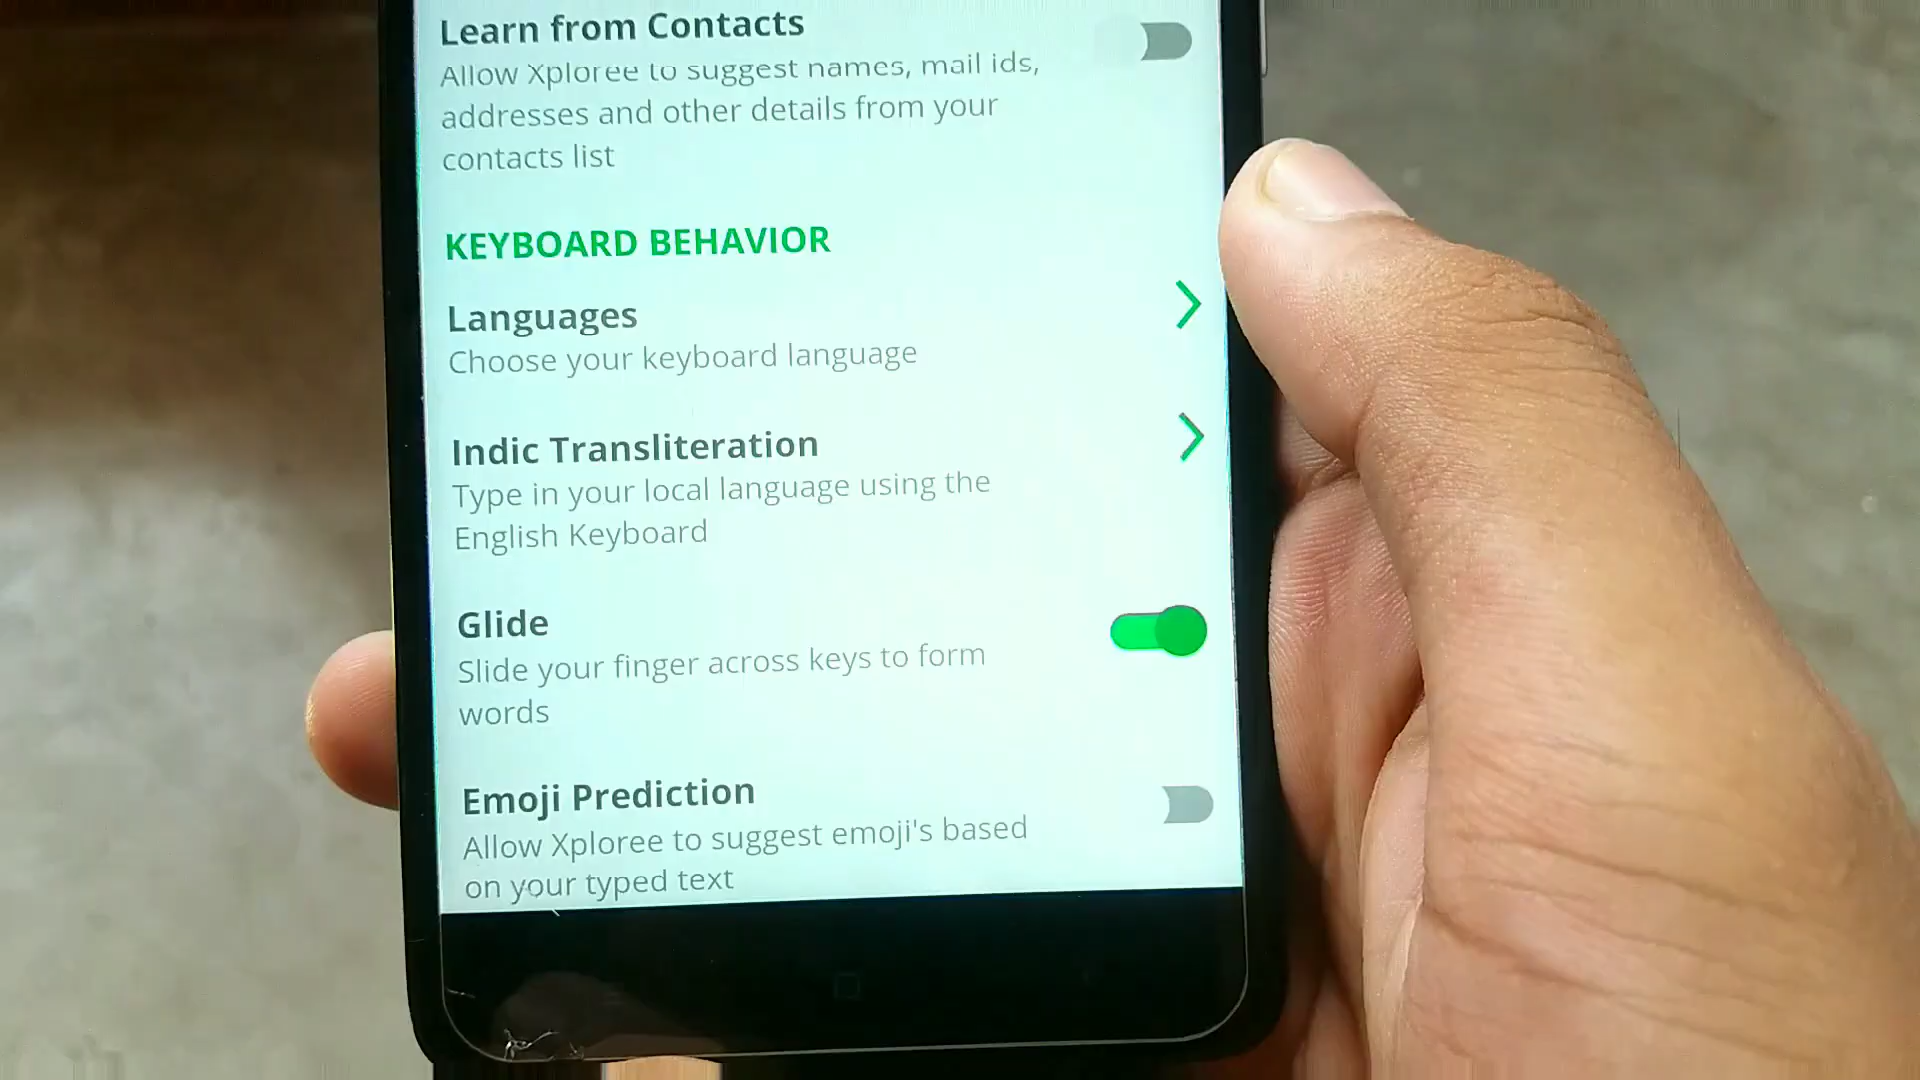 Learn from Contacts
Allow Xploree to suggest names, mail ids,
addresses and other details from your
contacts list
KEYBOARD BEHAVIOR
Languages
Choose your keyboard language
Indic Transliteration
Type in your local language using the
English Keyboard
Glide
Slide your finger across keys to form
words
Emoji Prediction
Allow Xploree to suggest emoji's based
on your typed text